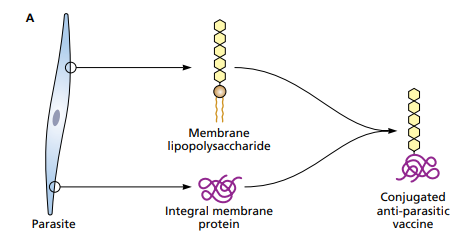 A
Membrane
lipopolysaccharide
Parasite
Integral membrane
protein
Conjugated
anti-parasitic
vaccine